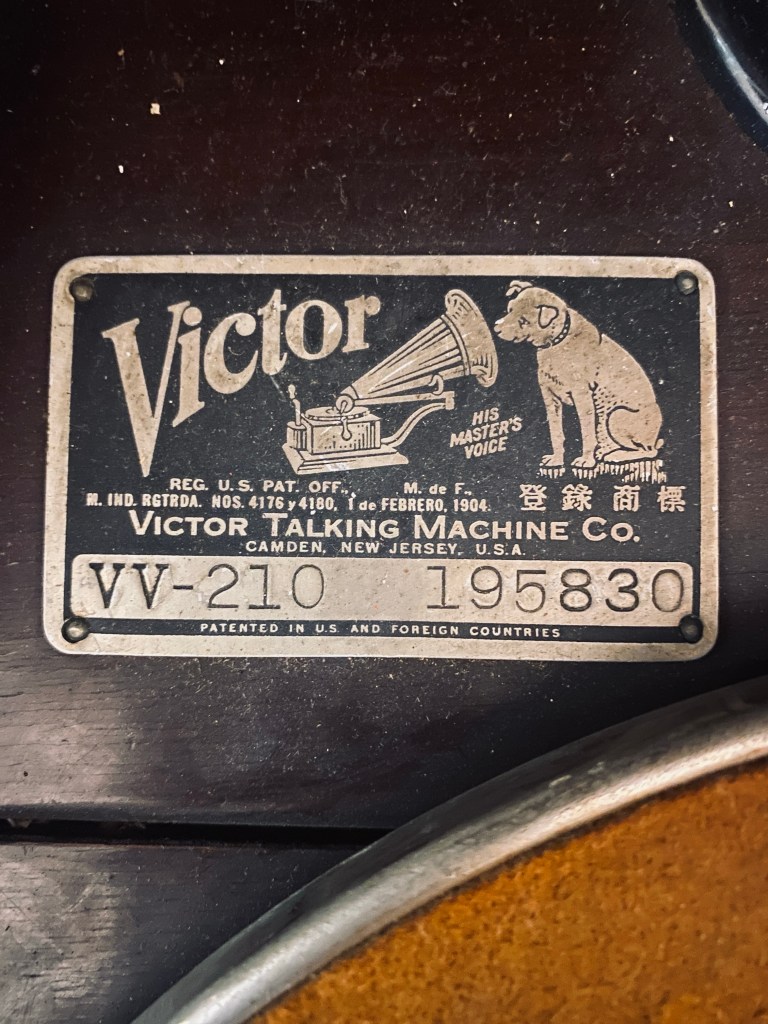 Victor
HIS
MASTER'S
VOICE
REG. U.S. PAT. OFF., M. de F.,
M. IND. RGTRDA. NOS. 4176 y 4180, 1 de FEBRERO, 1904.
登錄商標
VICTOR TALKING MACHINE CO.
CAMDEN, NEW JERSEY, U.S.A.
VV-210 195830
PATENTED IN U.S. AND FOREIGN COUNTRIES